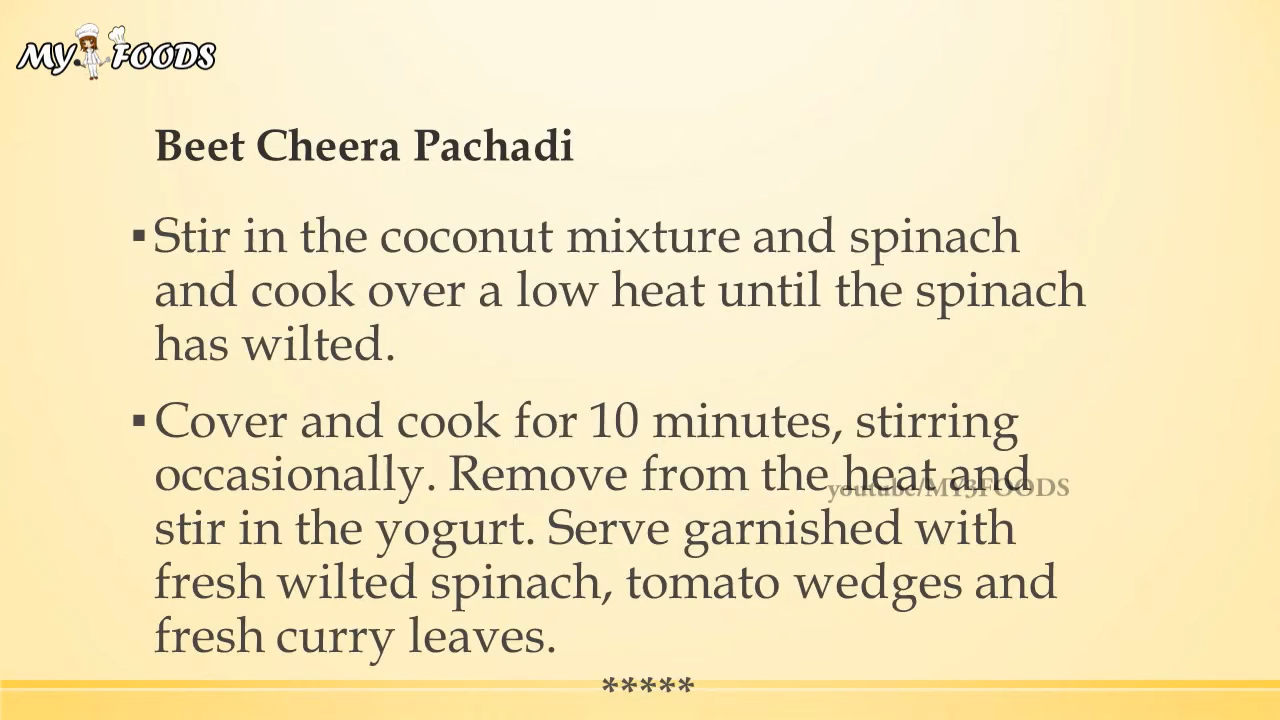 MY FOODS
Beet Cheera Pachadi
▪Stir in the coconut mixture and spinach
and cook over a low heat until the spinach
has wilted.
▪Cover and cook for 10 minutes, stirring
occasionally. Remove from the heat and
youtube/MY3FOODS
stir in the yogurt. Serve garnished with
fresh wilted spinach, tomato wedges and
fresh curry leaves.
*****